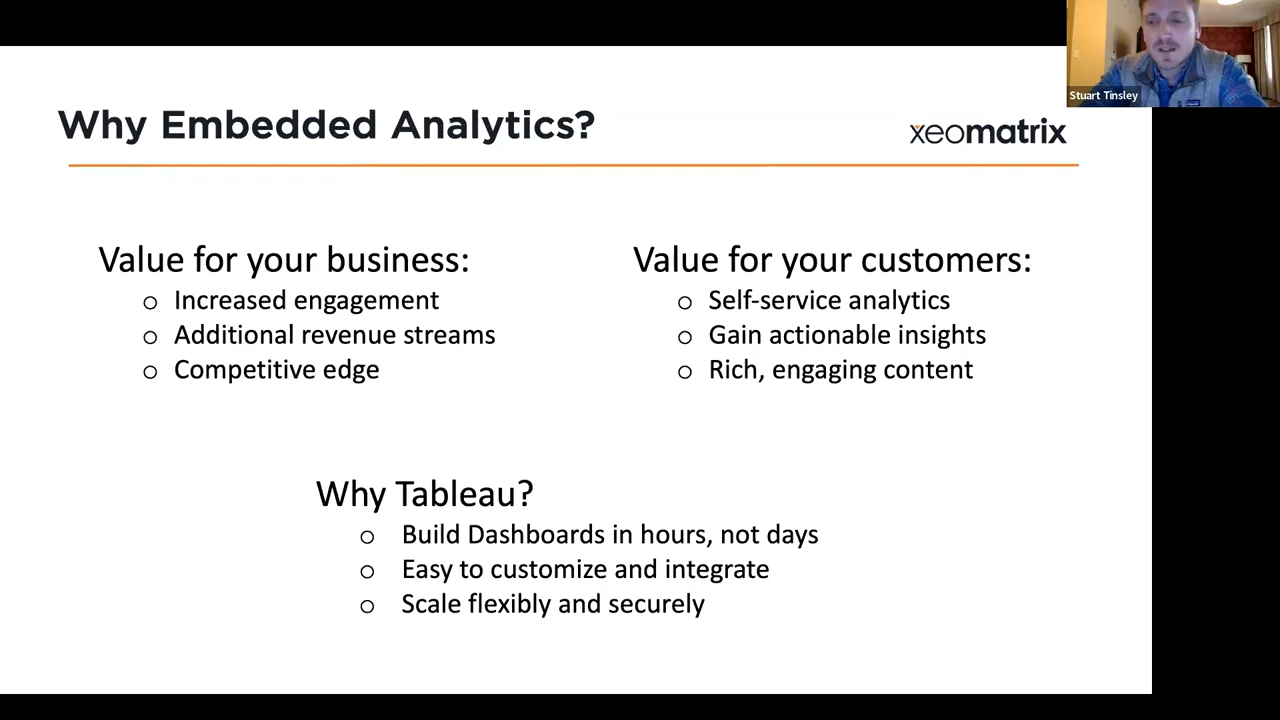 Stuart Tinsley
Why Embedded Analytics?
xeomatrix
Value for your business:
o Increased engagement
o Additional revenue streams
o Competitive edge
Value for your customers:
o Self-service analytics
o Gain actionable insights
o Rich, engaging content
Why Tableau?
o Build Dashboards in hours, not days
o Easy to customize and integrate
o Scale flexibly and securely